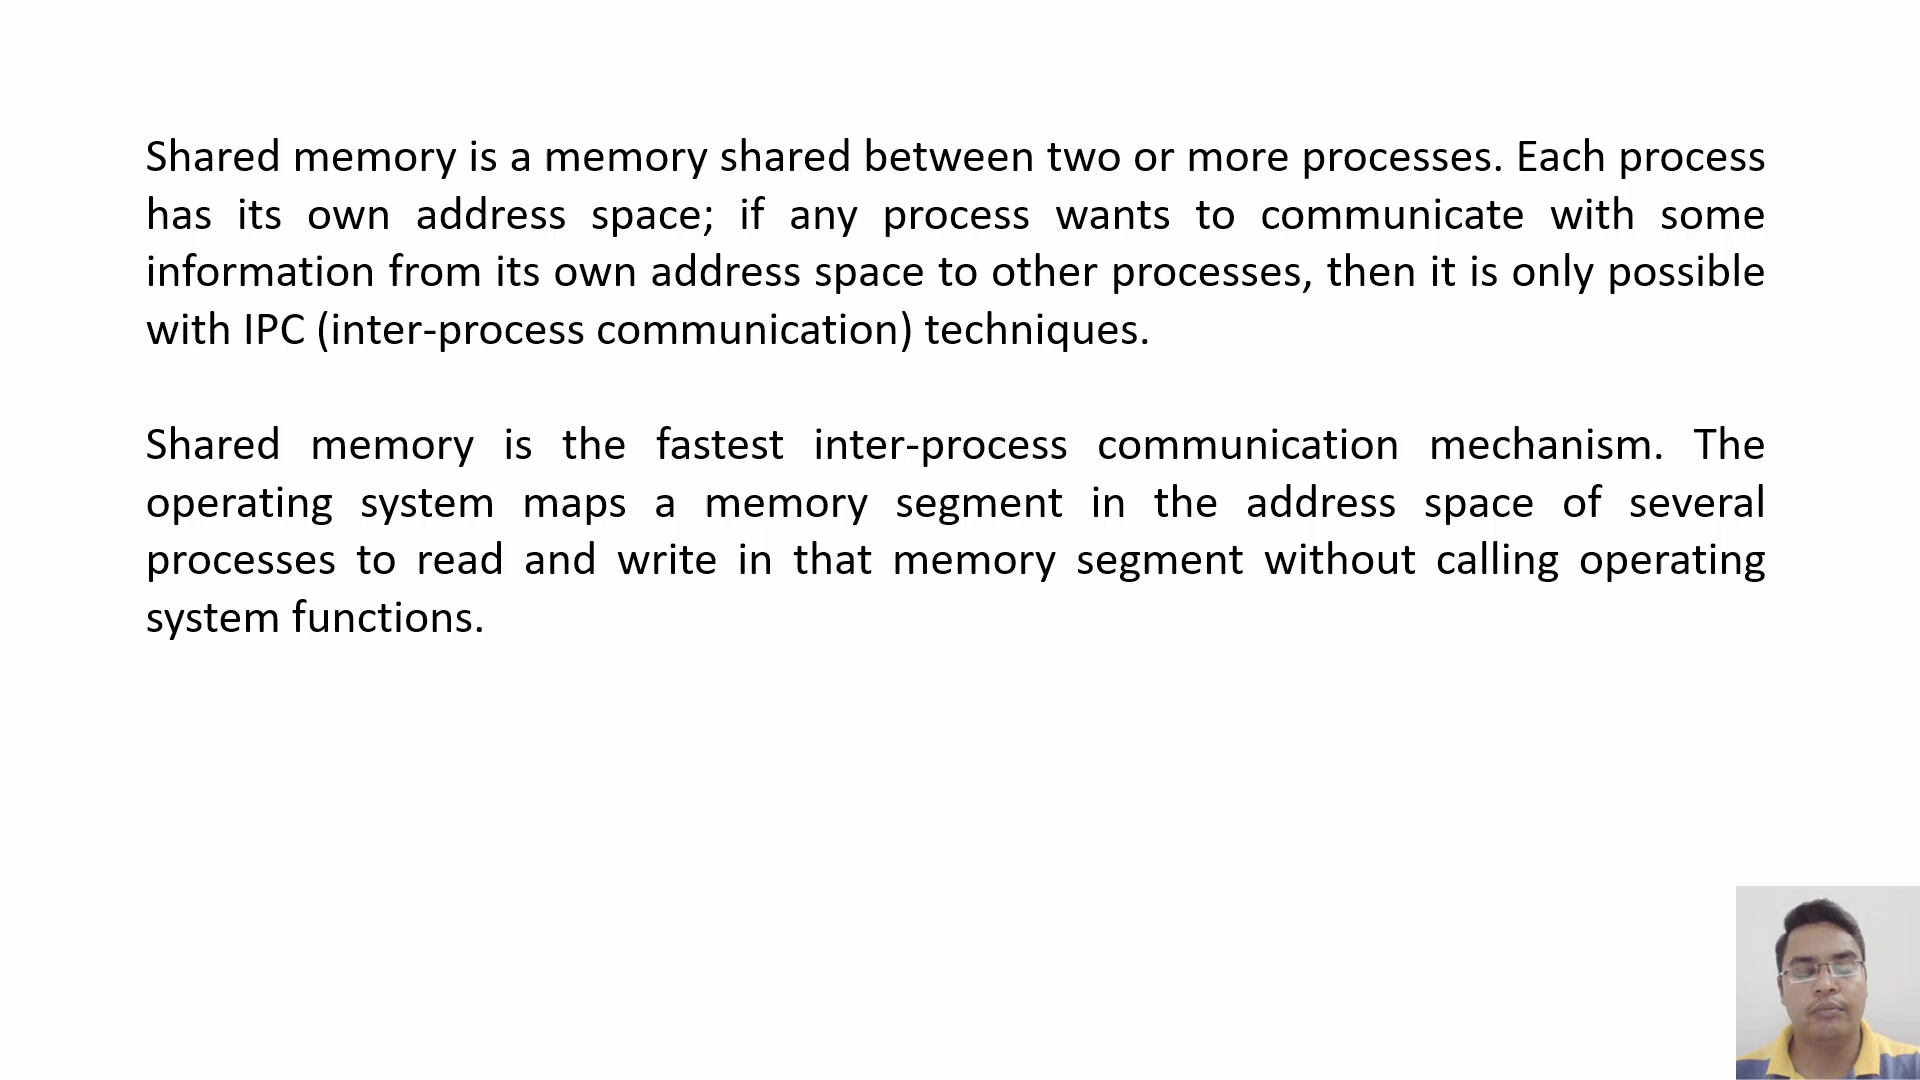 Shared memory is a memory shared between two or more processes. Each process
has its own address space; if any process wants to communicate with some
information from its own address space to other processes, then it is only possible
with IPC (inter-process communication) techniques.
Shared memory is the fastest inter-process communication mechanism. The
operating system maps a memory segment in the address space of several
processes to read and write in that memory segment without calling operating
system functions.